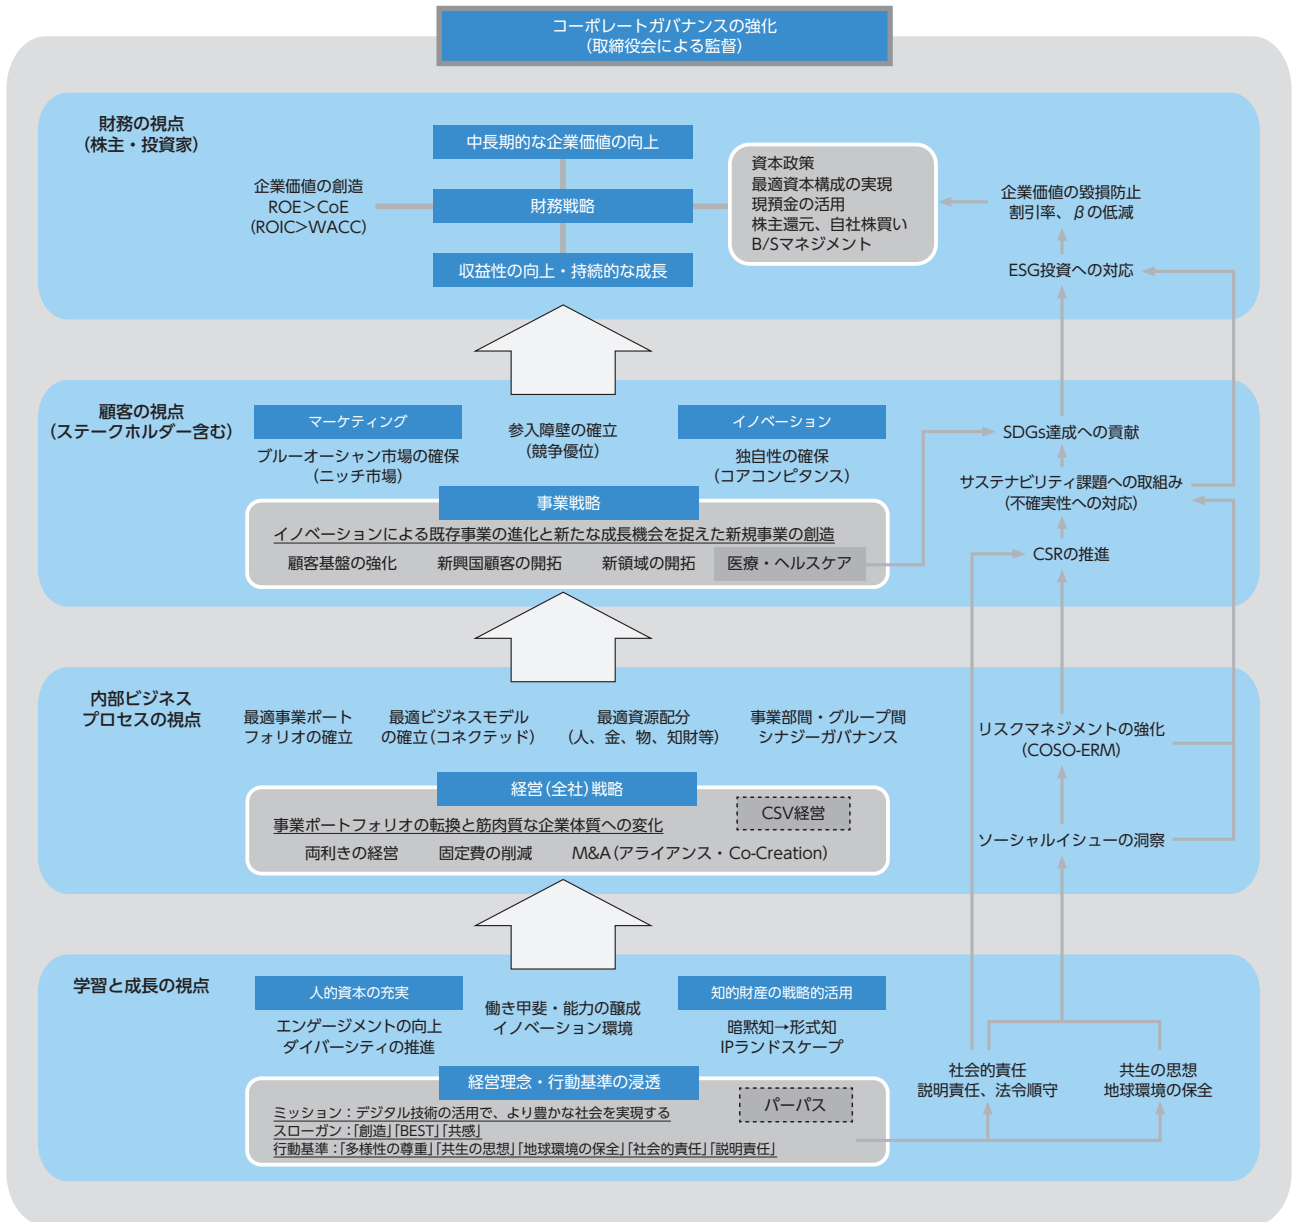 コーポレートガバナンスの強化
(取締役会による監督)
財務の視点
(株主・投資家)
中長期的な企業価値の向上
企業価値の創造
ROE>CoE
(ROIC>WACC)
財務戦略
収益性の向上・持続的な成長
資本政策
最適資本構成の実現
現預金の活用
株主還元、自社株買い
B/Sマネジメント
企業価値の毀損防止
割引率、βの低減
ESG投資への対応
顧客の視点
(ステークホルダー含む)
マーケティング
ブルーオーシャン市場の確保
(ニッチ市場)
参入障壁の確立
(競争優位)
イノベーション
独自性の確保
(コアコンピタンス)
事業戦略
イノベーションによる既存事業の進化と新たな成長機会を捉えた新規事業の創造
顧客基盤の強化 新興国顧客の開拓 新領域の開拓 医療・ヘルスケア
SDGs達成への貢献
サステナビリティ課題への取組み
(不確実性への対応)
CSRの推進
内部ビジネス
プロセスの視点
最適事業ポート
フォリオの確立
最適ビジネスモデル
の確立(コネクテッド)
最適資源配分
(人、金、物、知財等)
事業部間・グループ間
シナジーガバナンス
経営(全社)戦略
CSV経営
事業ポートフォリオの転換と筋肉質な企業体質への変化
両利きの経営 固定費の削減 M&A(アライアンス・Co-Creation)
リスクマネジメントの強化
(COSO-ERM)
ソーシャルイシューの洞察
学習と成長の視点
人的資本の充実
エンゲージメントの向上
ダイバーシティの推進
働き甲斐・能力の醸成
イノベーション環境
知的財産の戦略的活用
暗黙知→形式知
IPランドスケープ
経営理念・行動基準の浸透
パーパス
ミッション:デジタル技術の活用で、より豊かな社会を実現する
スローガン:「創造」「BEST」「共感」
行動基準:「多様性の尊重」「共生の思想」「地球環境の保全」「社会的責任」「説明責任」
社会的責任
説明責任、法令順守
共生の思想
地球環境の保全